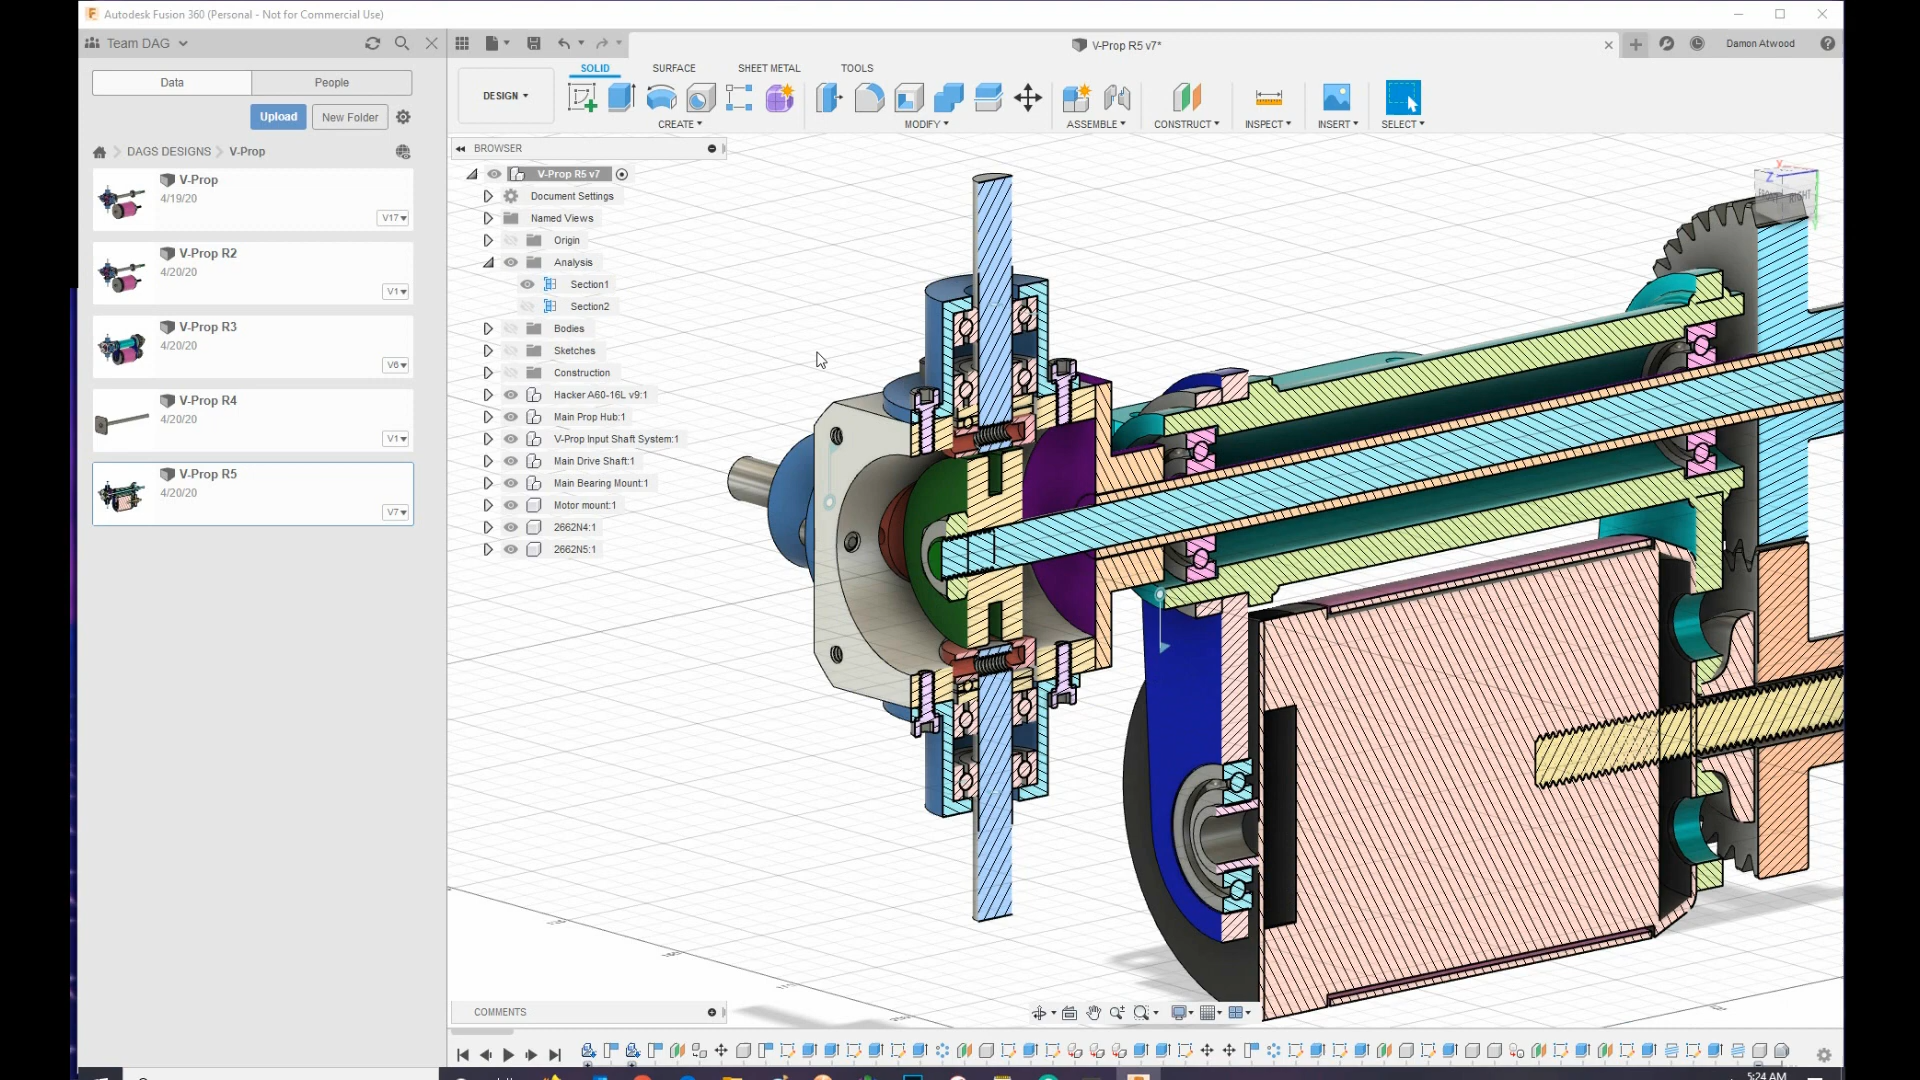 Autodesk Fusion 360 (Personal - Not for Commercial Use)
Team DAG
V-Prop R5 v7*
Damon Atwood
Data
People
Upload
New Folder
DAGS DESIGNS
V-Prop
V-Prop
4/19/20
V17
V-Prop R2
4/20/20
V1
V-Prop R3
4/20/20
V6
V-Prop R4
4/20/20
V1
V-Prop R5
4/20/20
V7
SOLID
SURFACE
SHEET METAL
TOOLS
DESIGN
CREATE
MODIFY
ASSEMBLE
CONSTRUCT
INSPECT
INSERT
SELECT
BROWSER
V-Prop R5 v7
Document Settings
Named Views
Origin
Analysis
Section1
Section2
Bodies
Sketches
Construction
Hacker A60-16L v9:1
Main Prop Hub:1
V-Prop Input Shaft System:1
Main Drive Shaft:1
Main Bearing Mount:1
Motor mount:1
2662N4:1
2662N5:1
Y
Z
RIGHT
COMMENTS
5:24 AM